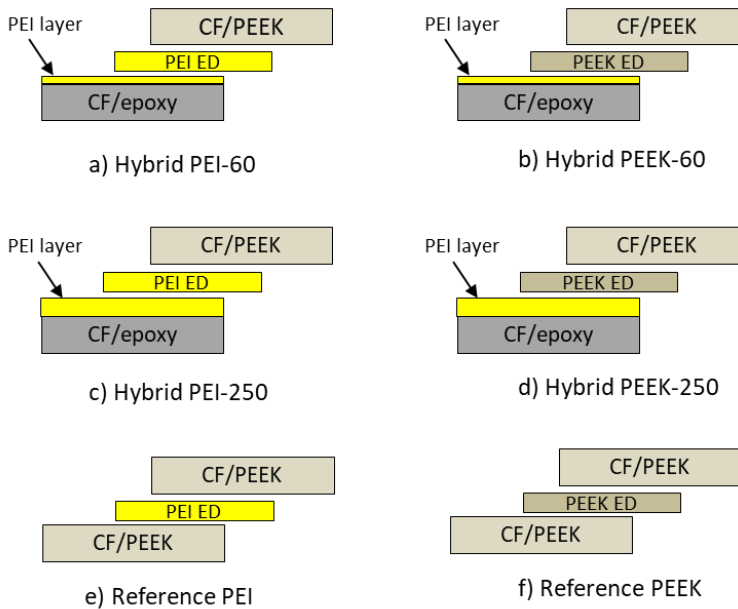 PEI layer
CF/PEEK
PEI ED
CF/epoxy
a) Hybrid PEI-60
PEI layer
CF/PEEK
PEEK ED
CF/epoxy
b) Hybrid PEEK-60
PEI layer
CF/PEEK
PEI ED
CF/epoxy
c) Hybrid PEI-250
PEI layer
CF/PEEK
PEEK ED
CF/epoxy
d) Hybrid PEEK-250
CF/PEEK
PEI ED
CF/PEEK
e) Reference PEI
CF/PEEK
PEEK ED
CF/PEEK
f) Reference PEEK